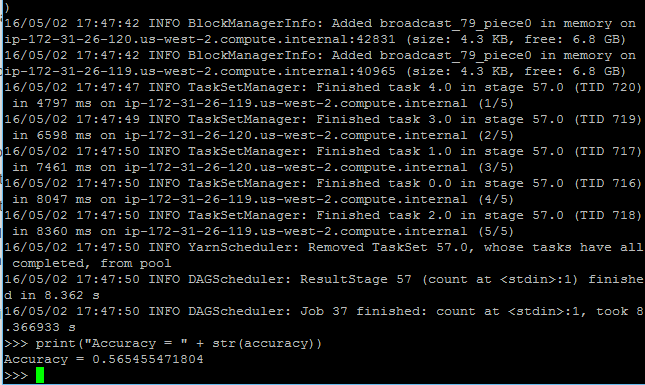 )
16/05/02 17:47:42 INFO BlockManagerInfo: Added broadcast_79_piece0 in memory on
ip-172-31-26-120.us-west-2.compute.internal:42831 (size: 4.3 KB, free: 6.8 GB)
16/05/02 17:47:42 INFO BlockManagerInfo: Added broadcast_79_piece0 in memory on
ip-172-31-26-119.us-west-2.compute.internal:40965 (size: 4.3 KB, free: 6.8 GB)
16/05/02 17:47:47 INFO TaskSetManager: Finished task 4.0 in stage 57.0 (TID 720)
 in 4797 ms on ip-172-31-26-119.us-west-2.compute.internal (1/5)
16/05/02 17:47:49 INFO TaskSetManager: Finished task 3.0 in stage 57.0 (TID 719)
 in 6598 ms on ip-172-31-26-120.us-west-2.compute.internal (2/5)
16/05/02 17:47:50 INFO TaskSetManager: Finished task 1.0 in stage 57.0 (TID 717)
 in 7461 ms on ip-172-31-26-120.us-west-2.compute.internal (3/5)
16/05/02 17:47:50 INFO TaskSetManager: Finished task 0.0 in stage 57.0 (TID 716)
 in 8047 ms on ip-172-31-26-119.us-west-2.compute.internal (4/5)
16/05/02 17:47:50 INFO TaskSetManager: Finished task 2.0 in stage 57.0 (TID 718)
 in 8360 ms on ip-172-31-26-119.us-west-2.compute.internal (5/5)
16/05/02 17:47:50 INFO YarnScheduler: Removed TaskSet 57.0, whose tasks have all
 completed, from pool
16/05/02 17:47:50 INFO DAGScheduler: ResultStage 57 (count at <stdin>:1) finishe
d in 8.362 s
16/05/02 17:47:50 INFO DAGScheduler: Job 37 finished: count at <stdin>:1, took 8
.366933 s
>>> print("Accuracy = " + str(accuracy))
Accuracy = 0.565455471804
>>>